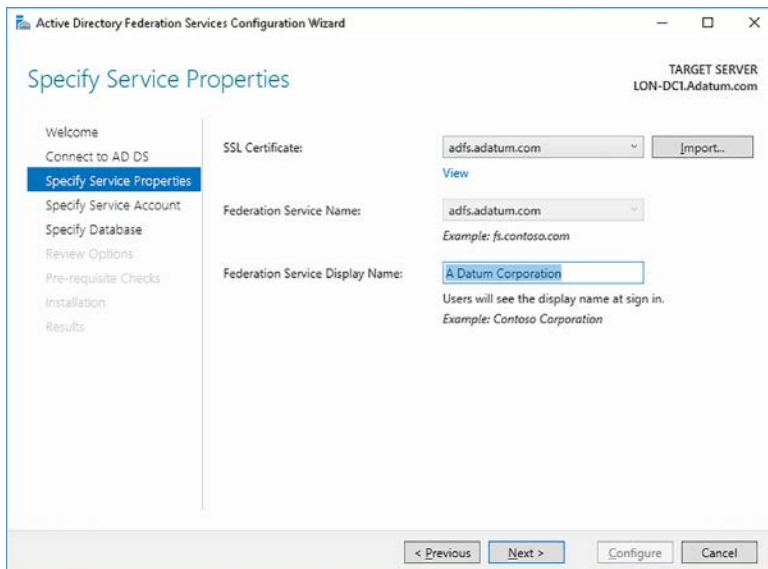 Active Directory Federation Services Configuration Wizard
Specify Service Properties
TARGET SERVER
LON-DC1.Adatum.com
Welcome
Connect to AD DS
Specify Service Properties
Specify Service Account
Specify Database
Review Options
Pre-requisite Checks
Installation
Results
SSL Certificate:
adfs.adatum.com
Import...
View
Federation Service Name:
adfs.adatum.com
Example: fs.contoso.com
Federation Service Display Name:
A Datum Corporation
Users will see the display name at sign in.
Example: Contoso Corporation
< Previous
Next >
Configure
Cancel